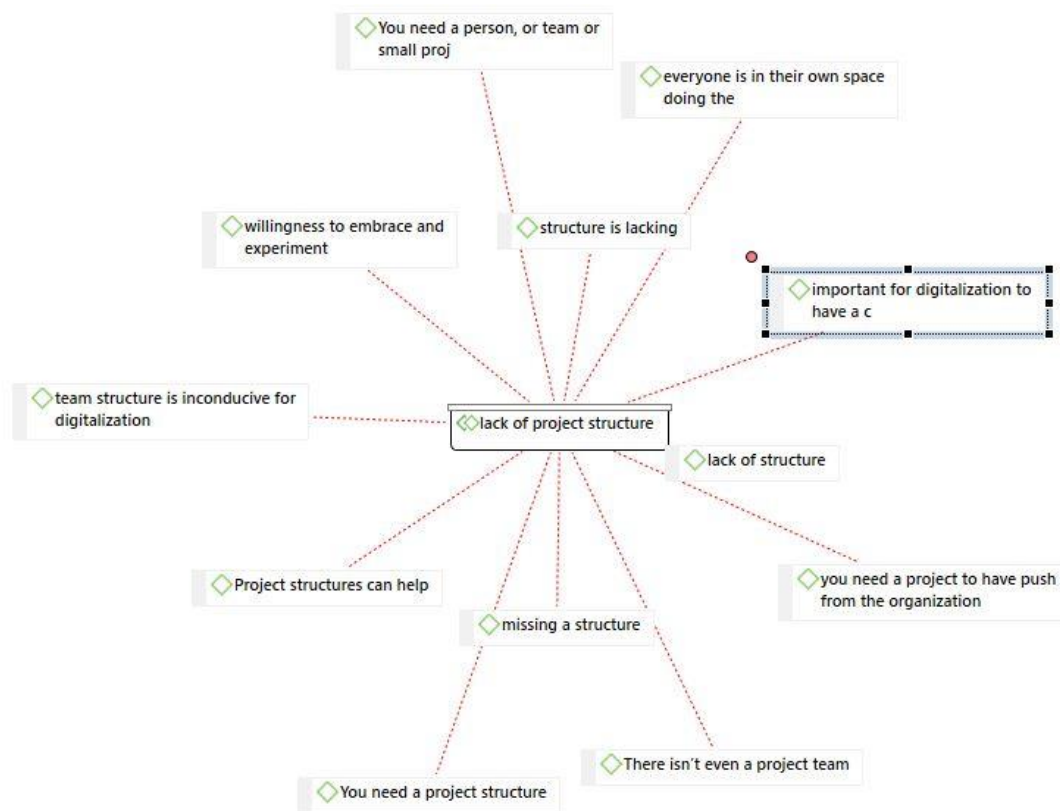 You need a person, or team or
small proj
everyone is in their own space
doing the
willingness to embrace and
experiment
structure is lacking
important for digitalization to
have a c
team structure is inconducive for
digitalization
lack of project structure
lack of structure
Project structures can help
you need a project to have push
from the organization
missing a structure
There isn't even a project team
You need a project structure